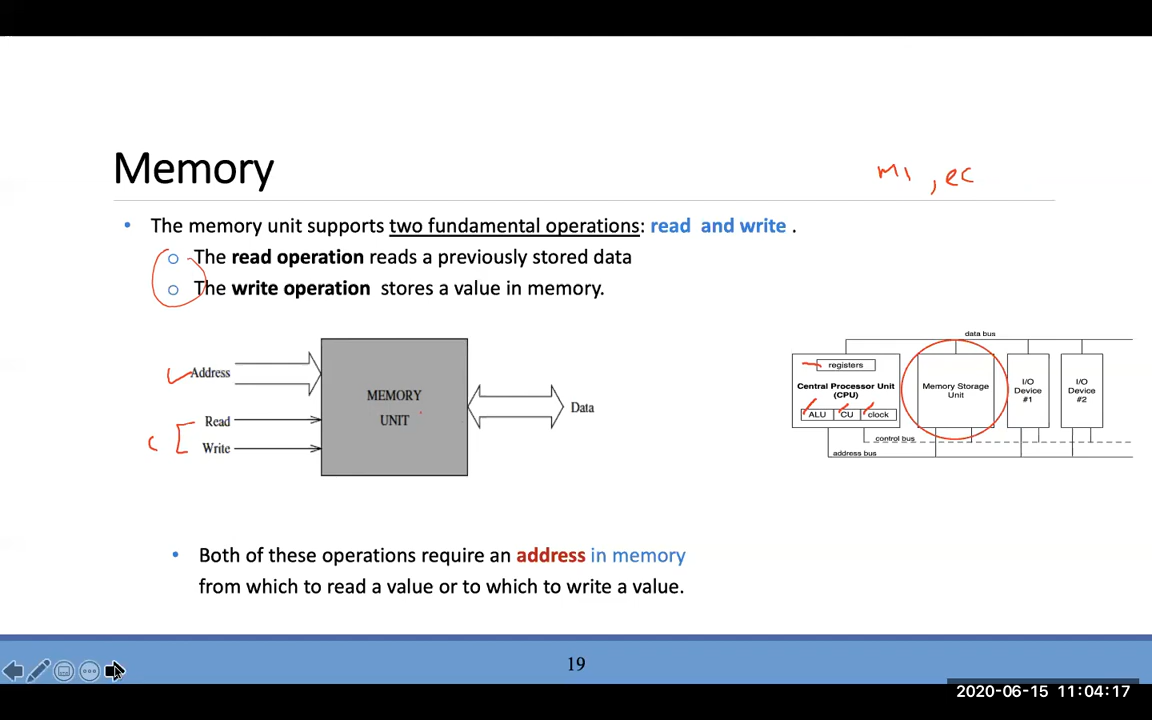 Memory
• The memory unit supports two fundamental operations: read and write .
o The read operation reads a previously stored data
o The write operation stores a value in memory.
Address
Read
Write
MEMORY
UNIT
Data
data bus
registers
Central Processor Unit
(CPU)
ALU
CU
clock
Memory Storage
Unit
I/O
Device
#1
I/O
Device
#2
control bus
address bus
• Both of these operations require an address in memory
from which to read a value or to which to write a value.
19
2020-06-15 11:04:17